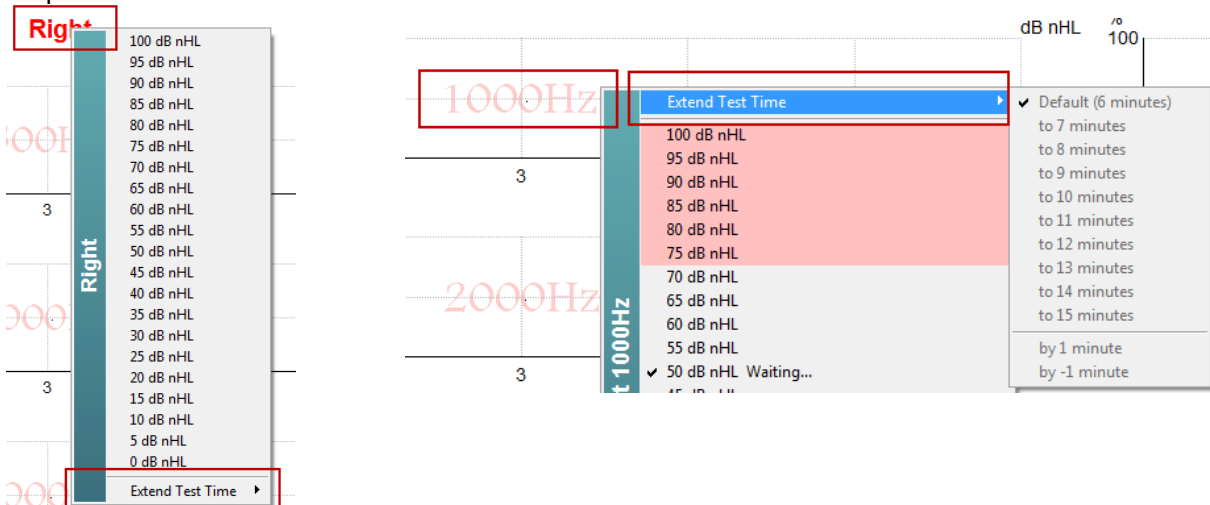 Right
100 dB nHL
95 dB nHL
90 dB nHL
85 dB nHL
80 dB nHL
75 dB nHL
70 dB nHL
65 dB nHL
60 dB nHL
55 dB nHL
50 dB nHL
45 dB nHL
40 dB nHL
35 dB nHL
30 dB nHL
25 dB nHL
20 dB nHL
15 dB nHL
10 dB nHL
5 dB nHL
0 dB nHL
Extend Test Time
Right
3
3
dB nHL
%
100
1000Hz
3
2000Hz
3
1000Hz
Extend Test Time
100 dB nHL
95 dB nHL
90 dB nHL
85 dB nHL
80 dB nHL
75 dB nHL
70 dB nHL
65 dB nHL
60 dB nHL
55 dB nHL
50 dB nHL Waiting...
Default (6 minutes)
to 7 minutes
to 8 minutes
to 9 minutes
to 10 minutes
to 11 minutes
to 12 minutes
to 13 minutes
to 14 minutes
to 15 minutes
by 1 minute
by -1 minute